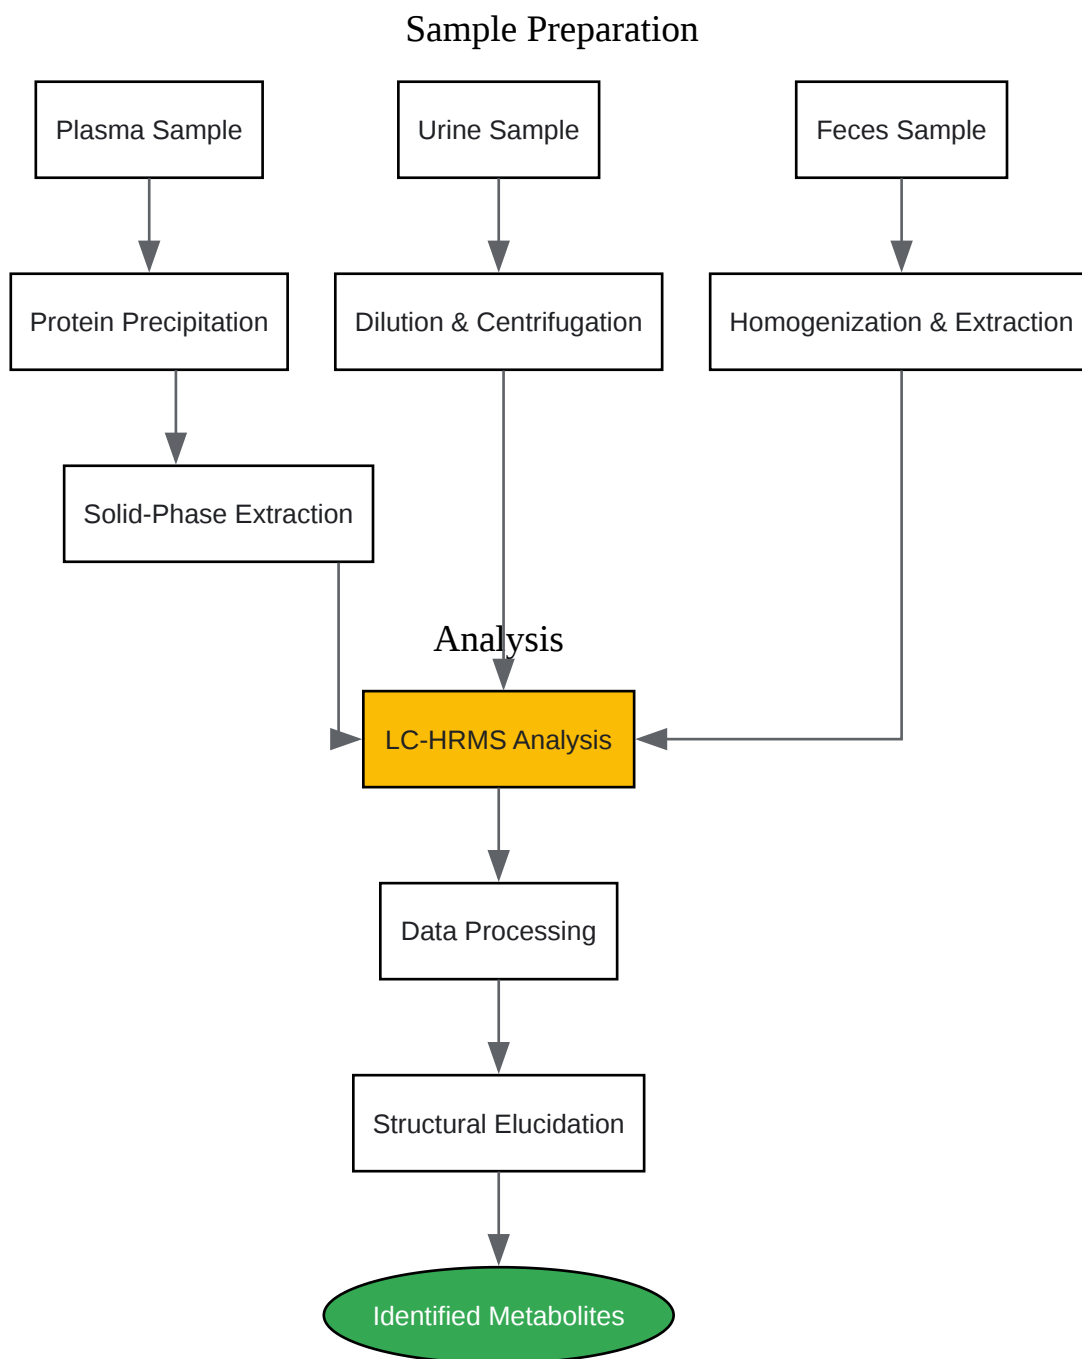 Sample Preparation
Plasma Sample
Urine Sample
Feces Sample
Protein Precipitation
Dilution & Centrifugation
Homogenization & Extraction
Solid-Phase Extraction
Analysis
LC-HRMS Analysis
Data Processing
Structural Elucidation
Identified Metabolites